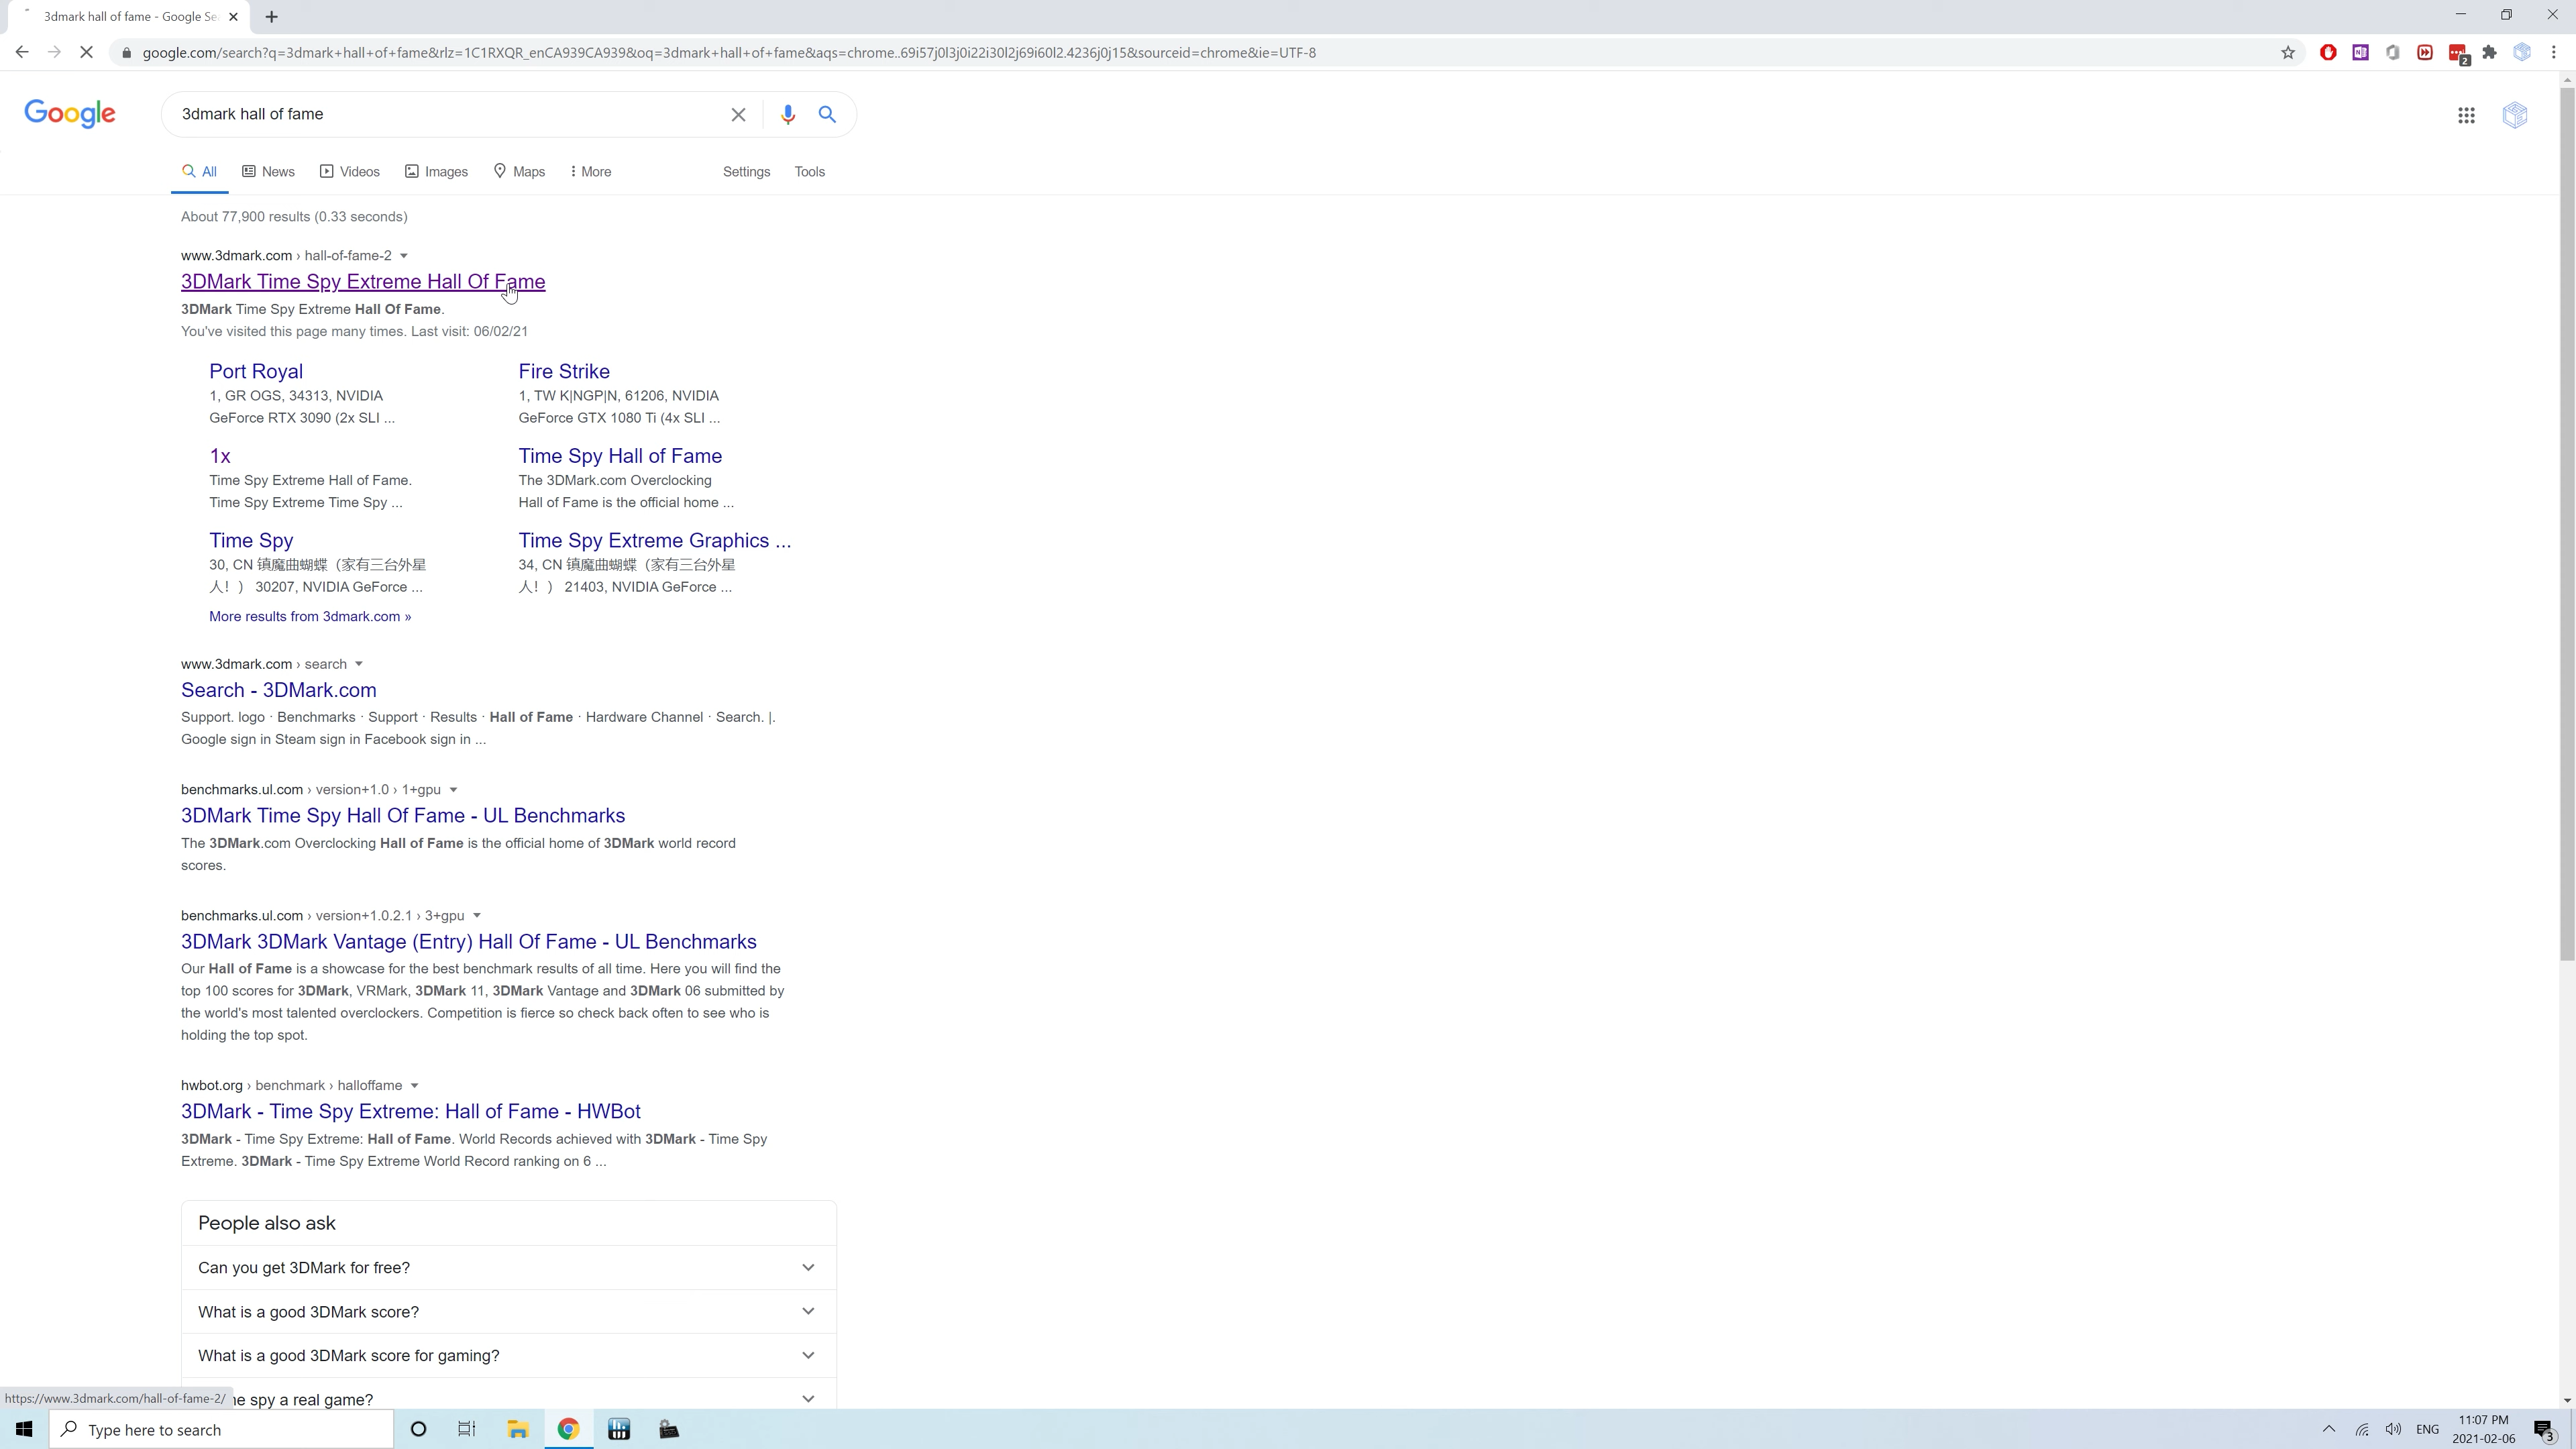 3dmark hall of fame - Google Se
google.com/search?q=3dmark+hall+of+fame&rlz=1C1RXQR_enCA939CA939&oq=3dmark+hall+of+fame&aqs=chrome..69i57j0l3j0i22i30l2j69i60l2.4236j0j15&sourceid=chrome&ie=UTF-8
2
Google
3dmark hall of fame
All News Videos Images Maps More Settings Tools
About 77,900 results (0.33 seconds)
www.3dmark.com › hall-of-fame-2
3DMark Time Spy Extreme Hall Of Fame
3DMark Time Spy Extreme Hall Of Fame.
You've visited this page many times. Last visit: 06/02/21
Port Royal
1, GR OGS, 34313, NVIDIA
GeForce RTX 3090 (2x SLI ...
Fire Strike
1, TW K|NGP|N, 61206, NVIDIA
GeForce GTX 1080 Ti (4x SLI ...
1x
Time Spy Extreme Hall of Fame.
Time Spy Extreme Time Spy ...
Time Spy Hall of Fame
The 3DMark.com Overclocking
Hall of Fame is the official home ...
Time Spy
30, CN 镇魔曲蝴蝶（家有三台外星
人！） 30207, NVIDIA GeForce ...
Time Spy Extreme Graphics ...
34, CN 镇魔曲蝴蝶（家有三台外星
人！） 21403, NVIDIA GeForce ...
More results from 3dmark.com »
www.3dmark.com › search
Search - 3DMark.com
Support. logo · Benchmarks · Support · Results · Hall of Fame · Hardware Channel · Search. |.
Google sign in Steam sign in Facebook sign in ...
benchmarks.ul.com › version+1.0 › 1+gpu
3DMark Time Spy Hall Of Fame - UL Benchmarks
The 3DMark.com Overclocking Hall of Fame is the official home of 3DMark world record
scores.
benchmarks.ul.com › version+1.0.2.1 › 3+gpu
3DMark 3DMark Vantage (Entry) Hall Of Fame - UL Benchmarks
Our Hall of Fame is a showcase for the best benchmark results of all time. Here you will find the
top 100 scores for 3DMark, VRMark, 3DMark 11, 3DMark Vantage and 3DMark 06 submitted by
the world's most talented overclockers. Competition is fierce so check back often to see who is
holding the top spot.
hwbot.org › benchmark › halloffame
3DMark - Time Spy Extreme: Hall of Fame - HWBot
3DMark - Time Spy Extreme: Hall of Fame. World Records achieved with 3DMark - Time Spy
Extreme. 3DMark - Time Spy Extreme World Record ranking on 6 ...
People also ask
Can you get 3DMark for free?
What is a good 3DMark score?
What is a good 3DMark score for gaming?
https://www.3dmark.com/hall-of-fame-2/ me spy a real game?
Type here to search
ENG
11:07 PM
2021-02-06
3